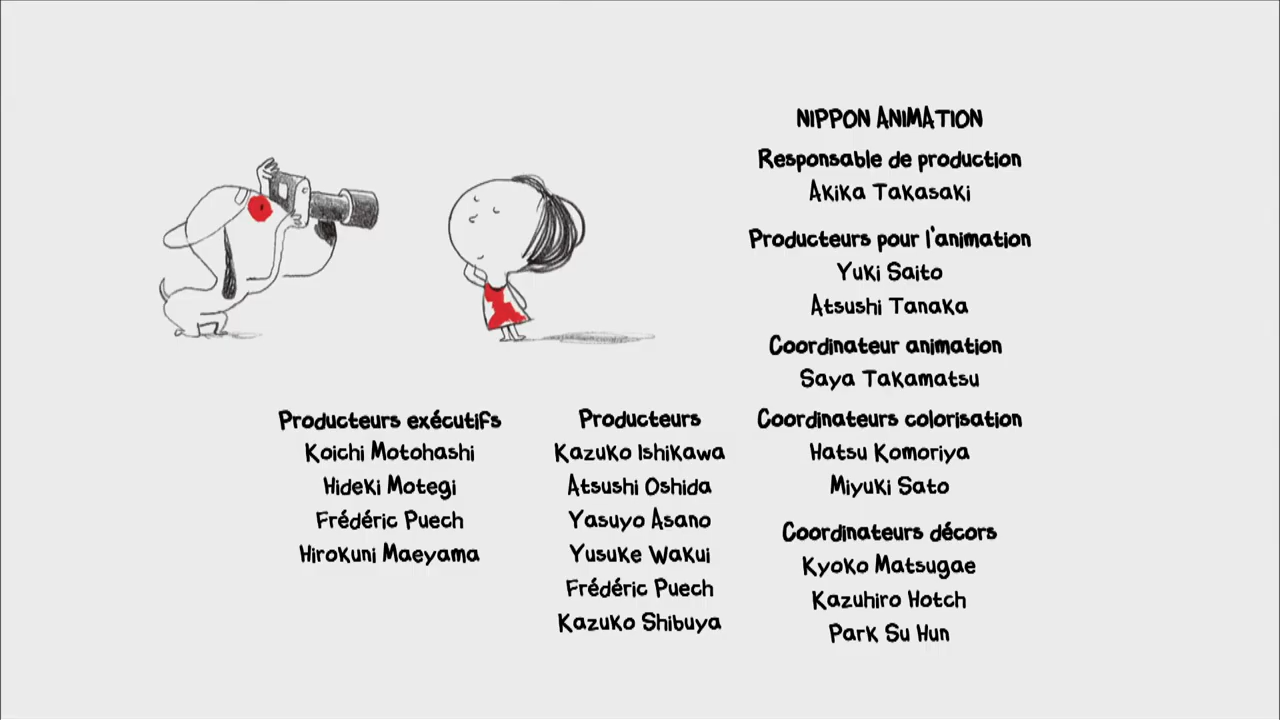 NIPPON ANIMATION
Responsable de production
Akika Takasaki
Producteurs pour l'animation
Yuki Saito
Atsushi Tanaka
Coordinateur animation
Saya Takamatsu
Producteurs exécutifs
Koichi Motohashi
Hideki Motegi
Frédéric Puech
Hirokuni Maeyama
Producteurs
Kazuko Ishikawa
Atsushi Oshida
Yasuyo Asano
Yusuke Wakui
Frédéric Puech
Kazuko Shibuya
Coordinateurs colorisation
Hatsu Komoriya
Miyuki Sato
Coordinateurs décors
Kyoko Matsugae
Kazuhiro Hotch
Park Su Hun